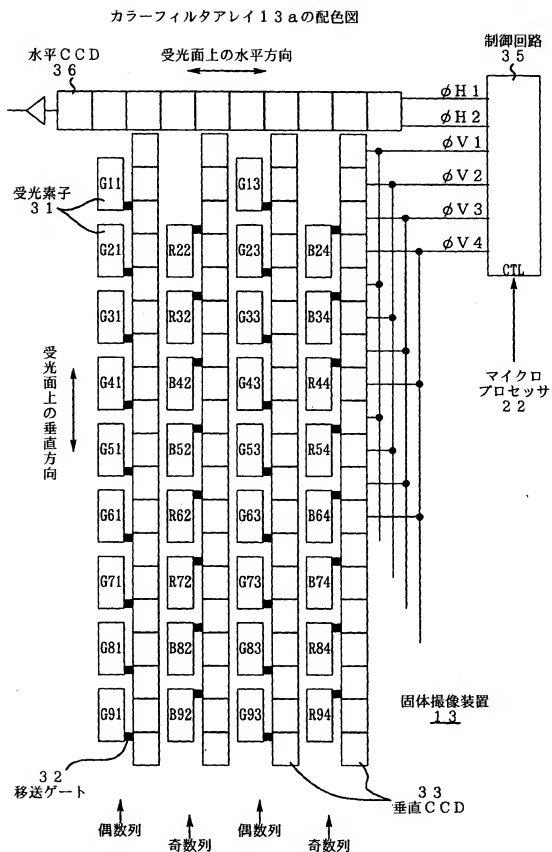 カラーフィルタアレイ13aの配色図
水平CCD
36
受光面上の水平方向
制御回路
35
φH1
φH2
φV1
φV2
φV3
φV4
CTL
マイクロ
プロセッサ
22
受光素子
31
受光面上の垂直方向
G11 G13
G21 R22 G23 B24
G31 R32 G33 B34
G41 B42 G43 R44
G51 B52 G53 R54
G61 R62 G63 B64
G71 R72 G73 B74
G81 B82 G83 R84
G91 B92 G93 R94
固体撮像装置
13
32
移送ゲート
33
垂直CCD
偶数列
奇数列
偶数列
奇数列